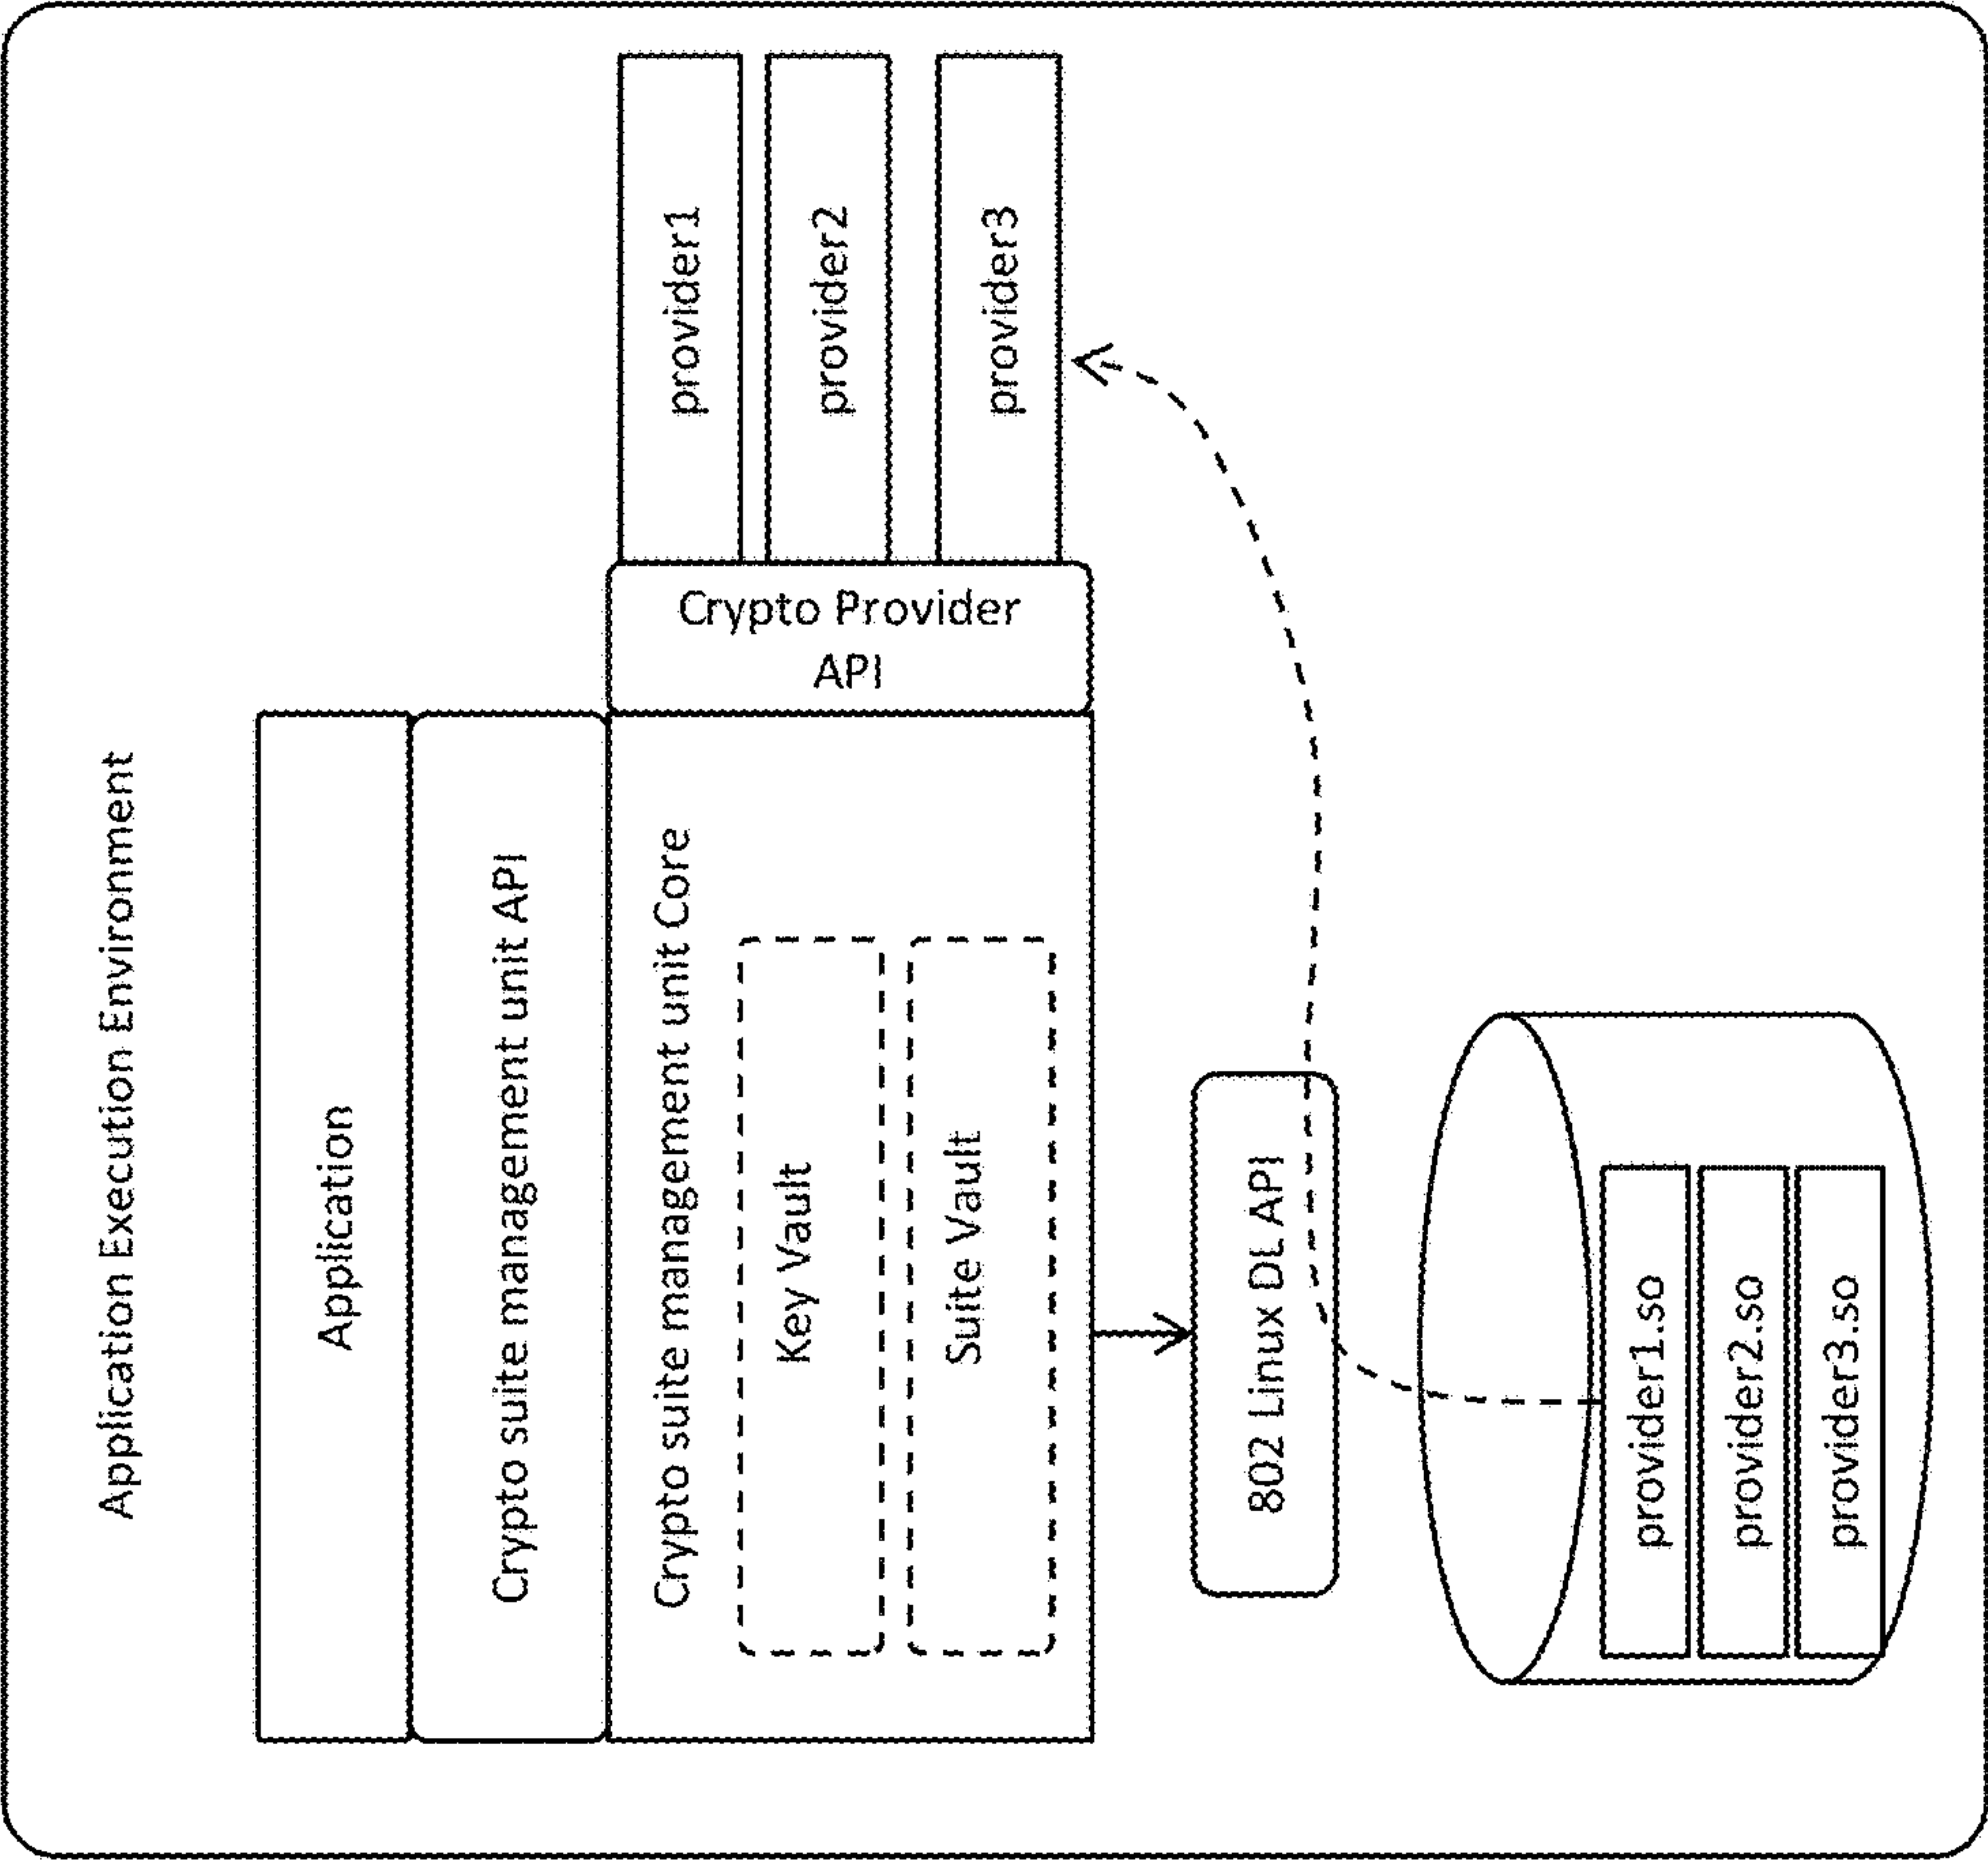 Application Execution Environment
Application
Crypto suite management unit API
Crypto suite management unit Core
Key Vault
Suite Vault
Crypto Provider
API
provider1
provider2
provider3
802 Linux DL API
provider1.so
provider2.so
provider3.so